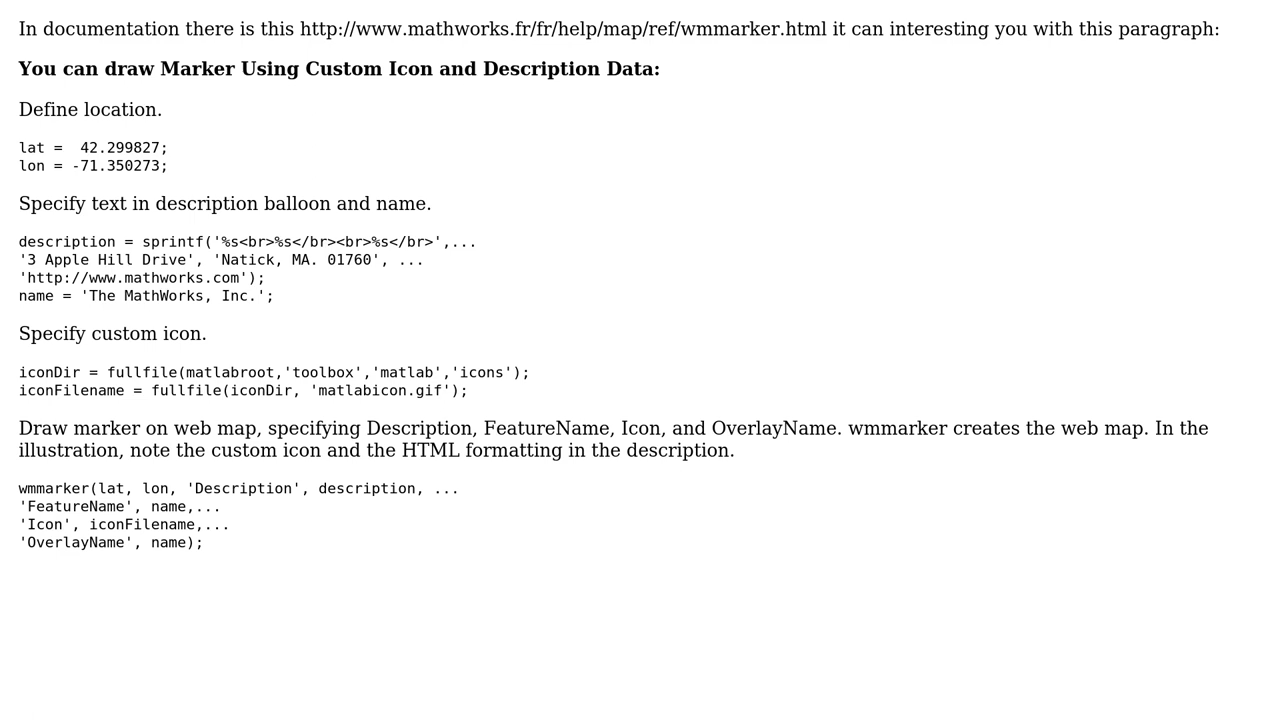 In documentation there is this http://www.mathworks.fr/fr/help/map/ref/wmmarker.html it can interesting you with this paragraph:
You can draw Marker Using Custom Icon and Description Data:
Define location.
lat =  42.299827;
lon = -71.350273;
Specify text in description balloon and name.
description = sprintf('%s<br>%s</br><br>%s</br>',...
'3 Apple Hill Drive', 'Natick, MA. 01760', ...
'http://www.mathworks.com');
name = 'The MathWorks, Inc.';
Specify custom icon.
iconDir = fullfile(matlabroot,'toolbox','matlab','icons');
iconFilename = fullfile(iconDir, 'matlabicon.gif');
Draw marker on web map, specifying Description, FeatureName, Icon, and OverlayName. wmmarker creates the web map. In the
illustration, note the custom icon and the HTML formatting in the description.
wmmarker(lat, lon, 'Description', description, ...
'FeatureName', name,...
'Icon', iconFilename,...
'OverlayName', name);